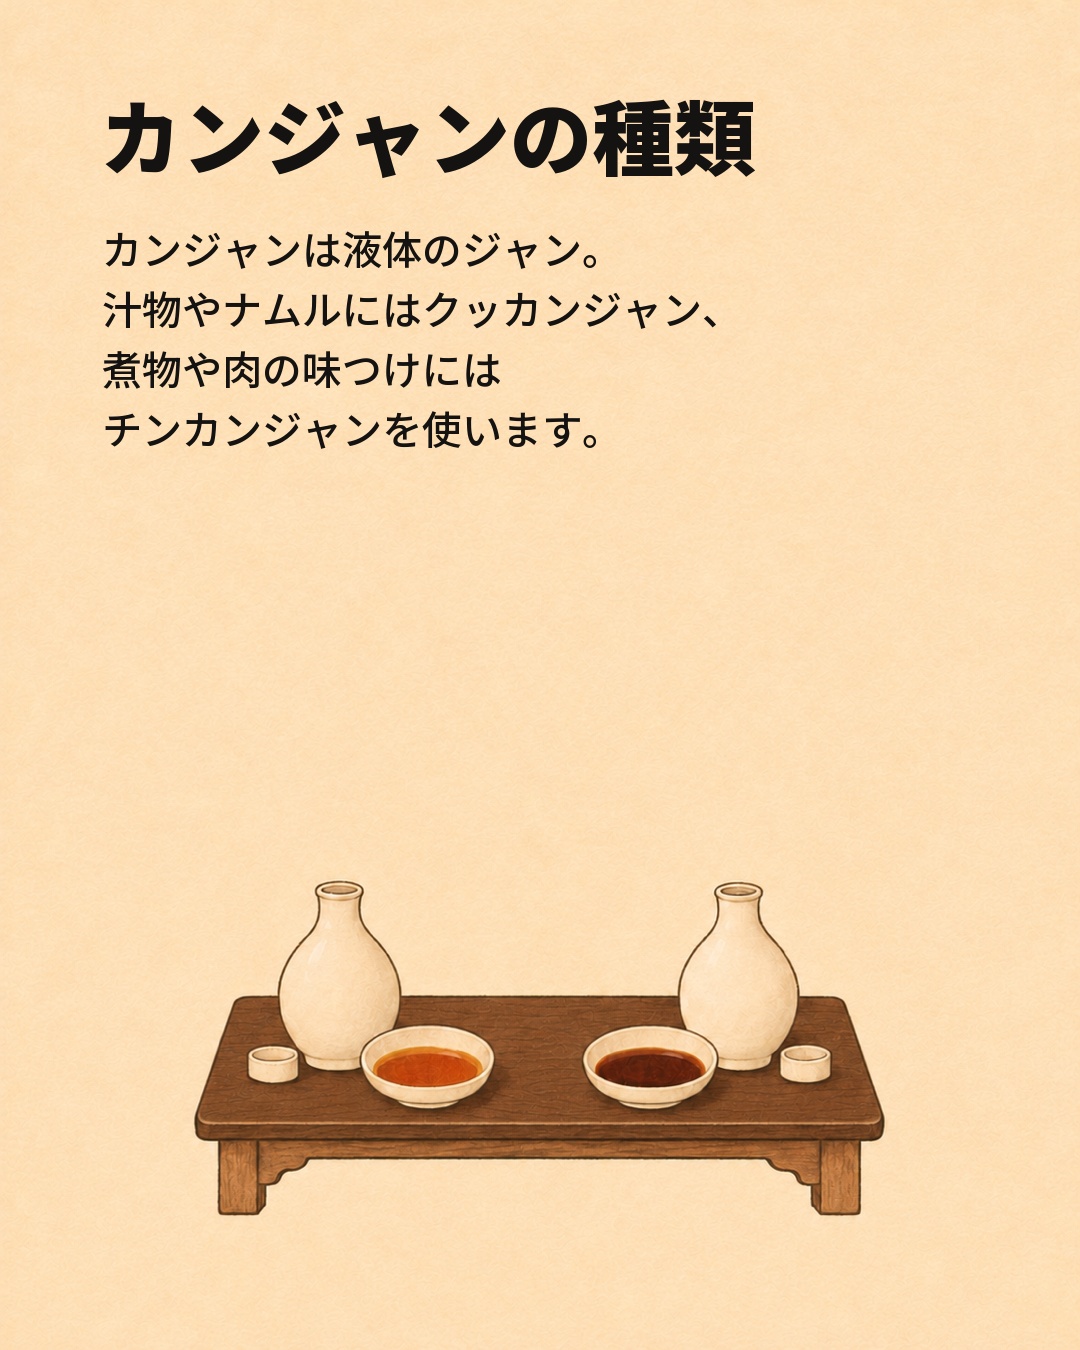 カンジャンの種類
カンジャンは液体のジャン。
汁物やナムルにはクッカンジャン、
煮物や肉の味つけには
チンカンジャンを使います。